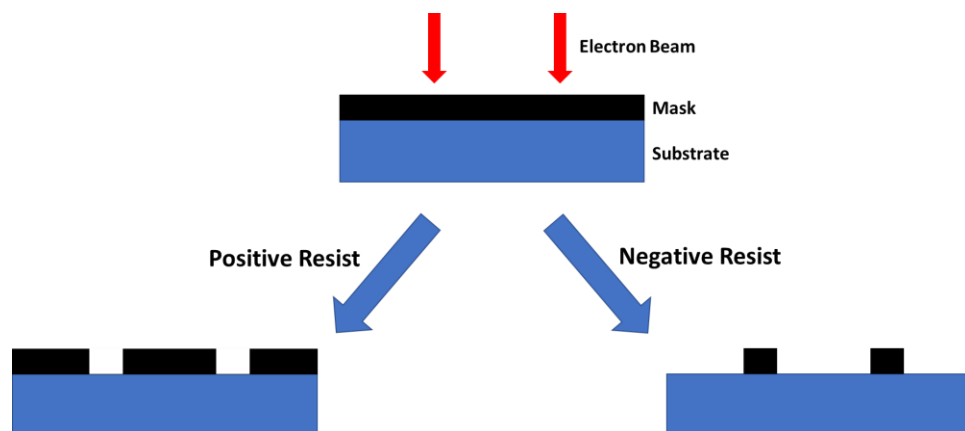 Electron Beam
Mask
Substrate
Positive Resist
Negative Resist